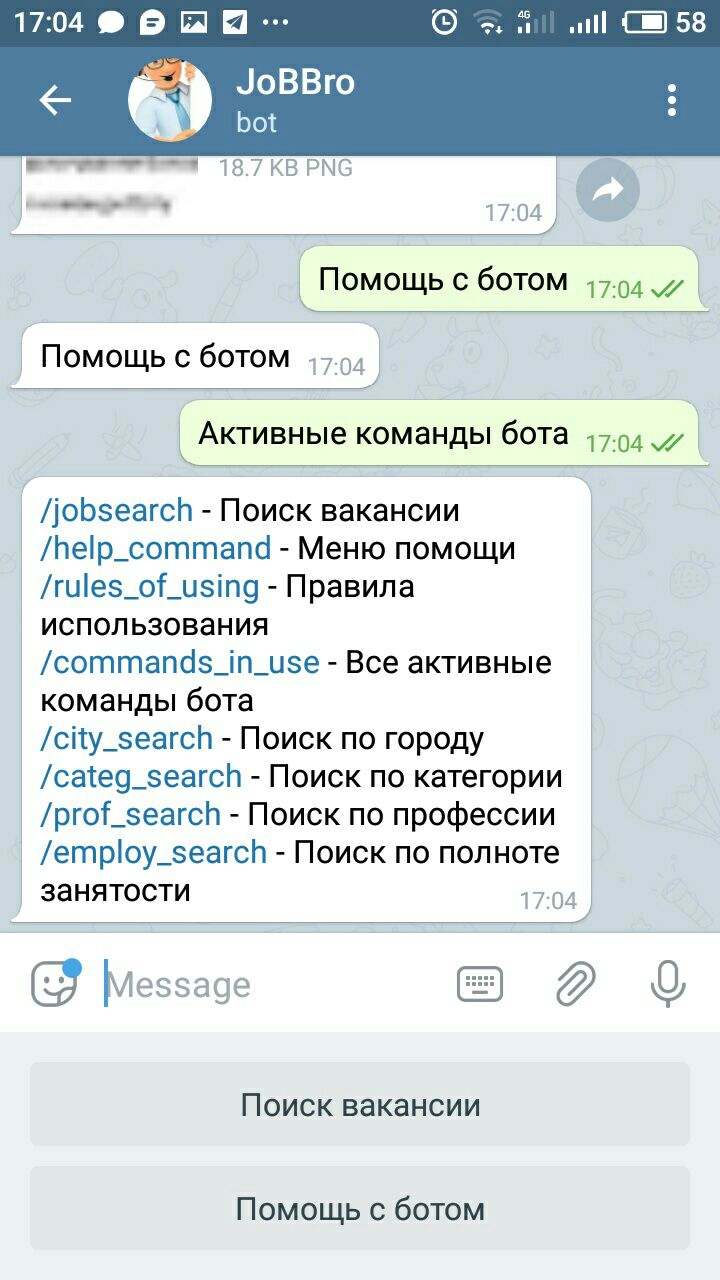 17:04
4G
58
JoBBro
bot
18.7 KB PNG
17:04
Помощь с ботом 17:04
Помощь с ботом 17:04
Активные команды бота 17:04
/jobsearch - Поиск вакансии
/help_command - Меню помощи
/rules_of_using - Правила
использования
/commands_in_use - Все активные
команды бота
/city_search - Поиск по городу
/categ_search - Поиск по категории
/prof_search - Поиск по профессии
/employ_search - Поиск по полноте
занятости
17:04
Message
Поиск вакансии
Помощь с ботом